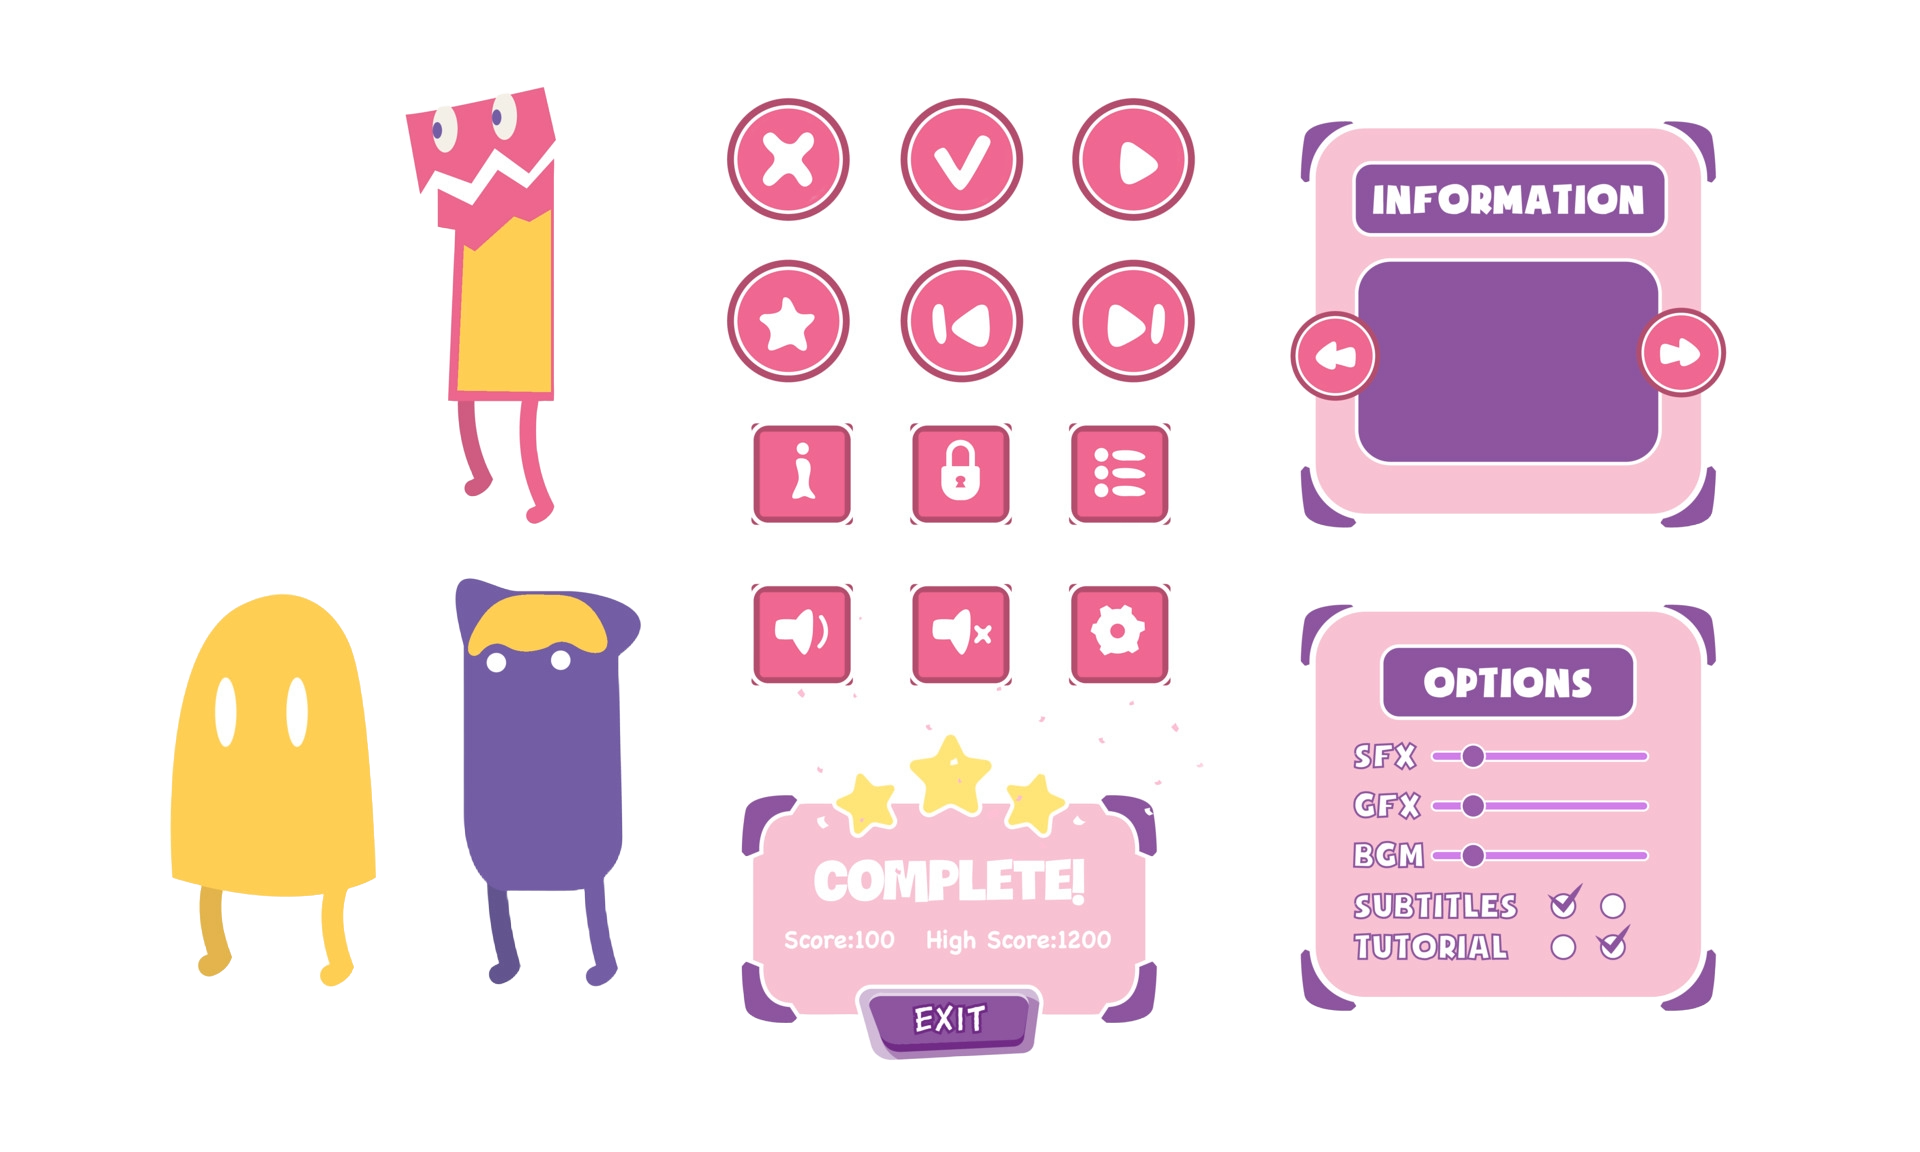 INFORMATION
OPTIONS
SFX
GFX
BGM
SUBTITLES
TUTORIAL
COMPLETE!
Score:100 High Score:1200
EXIT